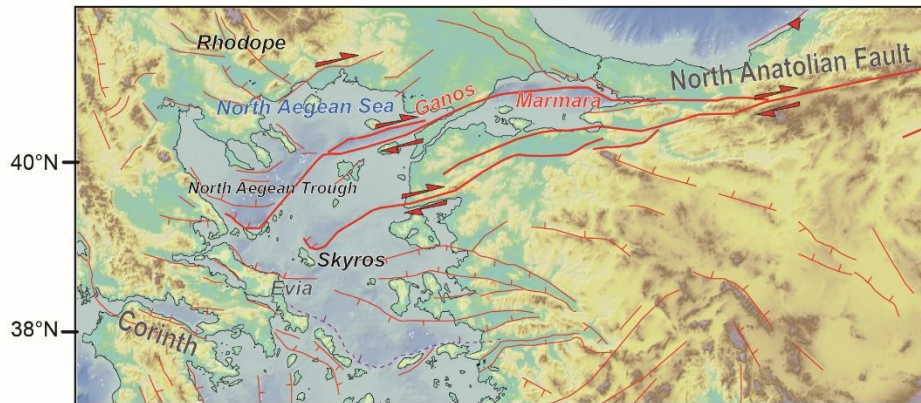 Rhodope
North Anatolian Fault
North Aegean Sea
Ganos
Marmara
40°N
North Aegean Trough
Skyros
Evia
38°N
Corinth